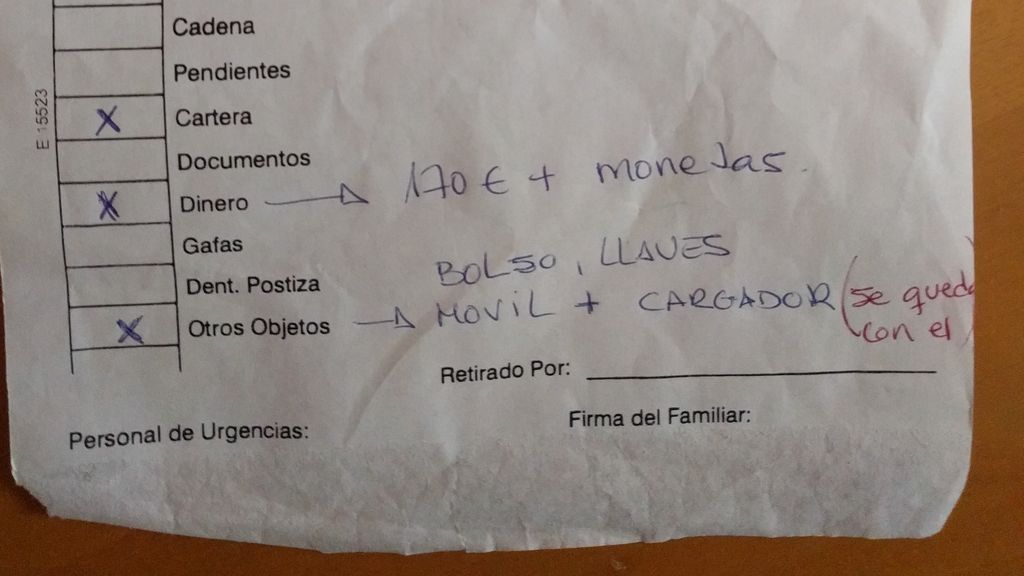 Cadena
Pendientes
E 15523
X Cartera
Documentos
X Dinero → 170 € + monedas.
Gafas
BOLSO, LLAVES
Dent. Postiza
X Otros Objetos → MOVIL + CARGADOR (se queda
con el)
Retirado Por:
Firma del Familiar:
Personal de Urgencias: